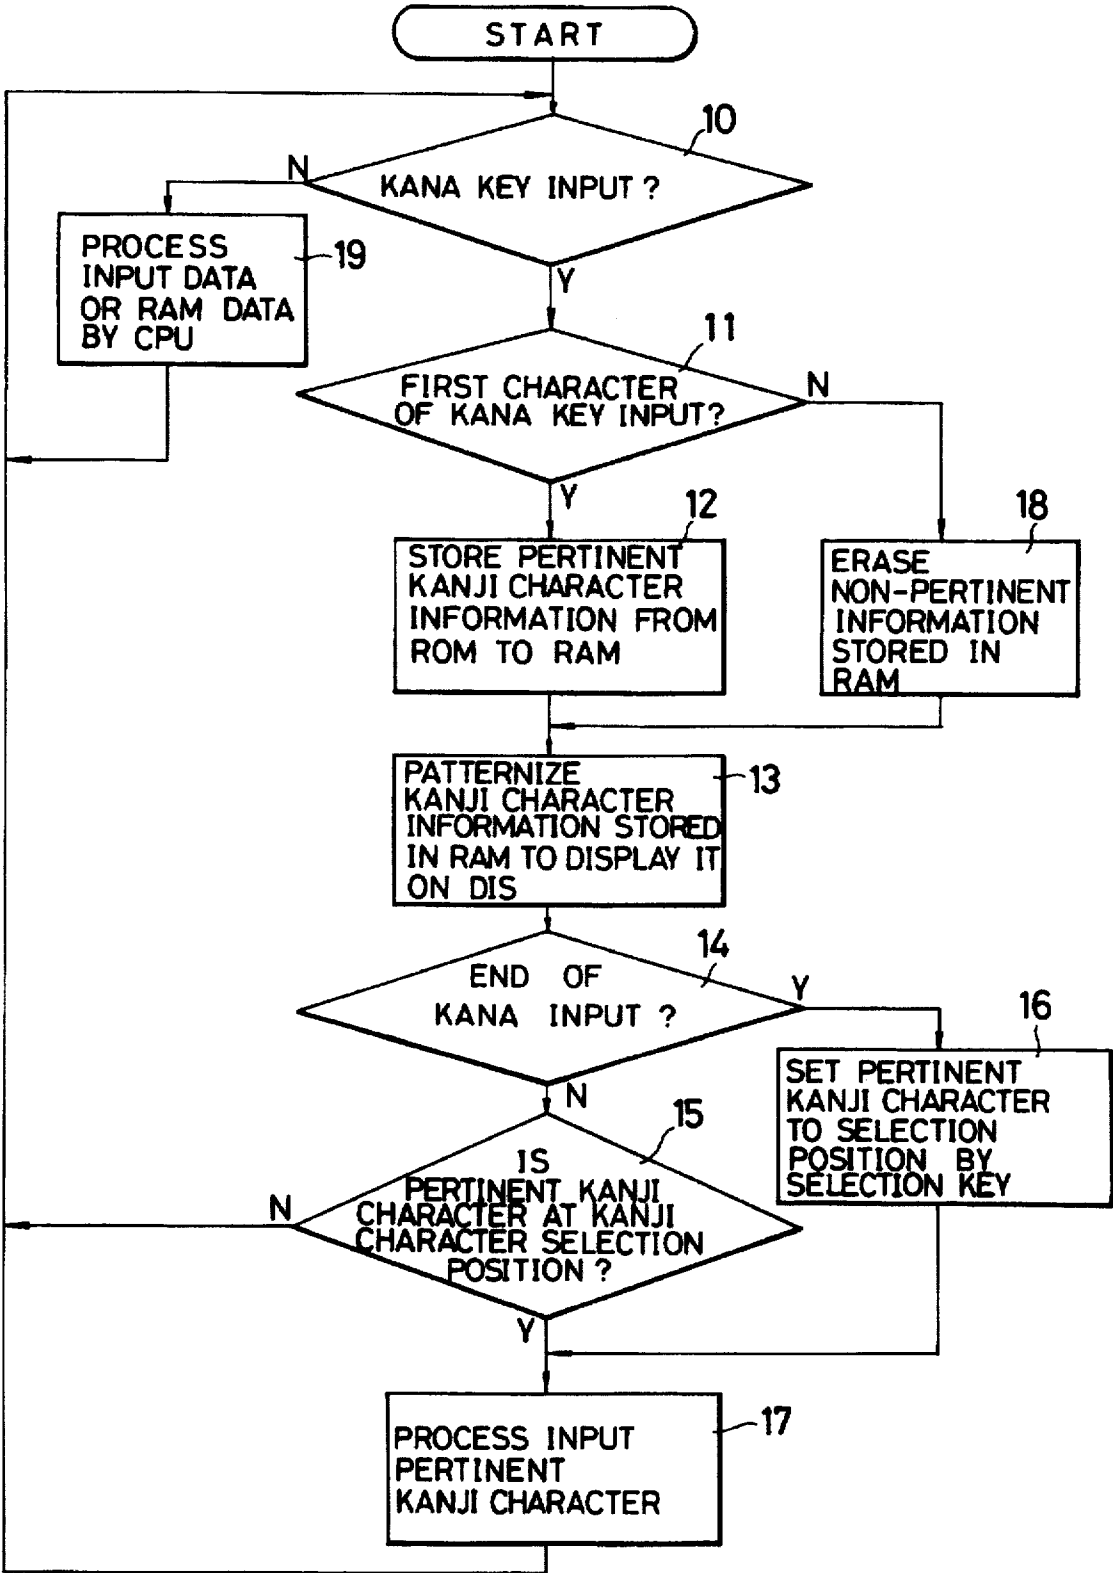 START
10
N
KANA KEY INPUT?
PROCESS
INPUT DATA
OR RAM DATA
BY CPU
19
Y
11
FIRST CHARACTER
OF KANA KEY INPUT?
N
Y
12
STORE PERTINENT
KANJI CHARACTER
INFORMATION FROM
ROM TO RAM
18
ERASE
NON-PERTINENT
INFORMATION
STORED IN
RAM
PATTERNIZE
KANJI CHARACTER
INFORMATION STORED
IN RAM TO DISPLAY IT
ON DIS
13
14
END OF
KANA INPUT ?
Y
16
SET PERTINENT
KANJI CHARACTER
TO SELECTION
POSITION BY
SELECTION KEY
N
15
IS
PERTINENT KANJI
CHARACTER AT KANJI
CHARACTER SELECTION
POSITION ?
N
Y
17
PROCESS INPUT
PERTINENT
KANJI CHARACTER